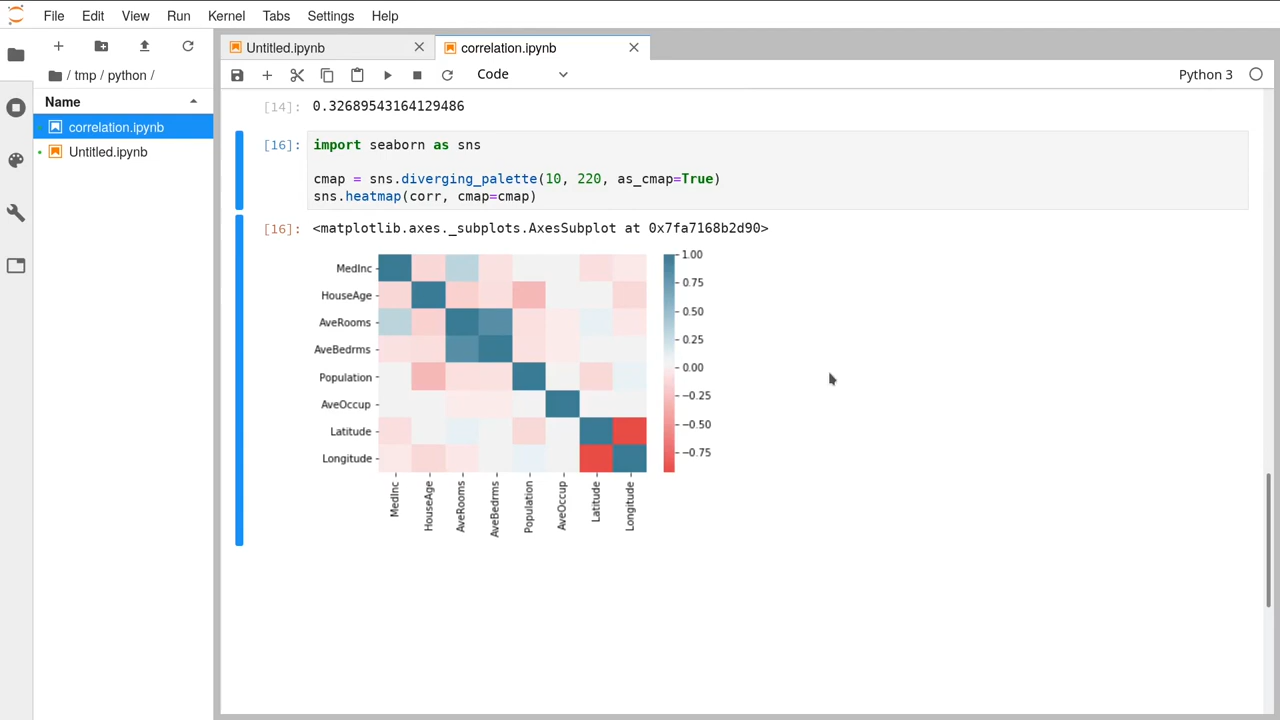 File Edit View Run Kernel Tabs Settings Help
/ tmp / python /
Name
correlation.ipynb
Untitled.ipynb
Untitled.ipynb correlation.ipynb
Code Python 3
[14]: 0.32689543164129486
[16]: import seaborn as sns
cmap = sns.diverging_palette(10, 220, as_cmap=True)
sns.heatmap(corr, cmap=cmap)
[16]: <matplotlib.axes._subplots.AxesSubplot at 0x7fa7168b2d90>
MedInc
HouseAge
AveRooms
AveBedrms
Population
AveOccup
Latitude
Longitude
MedInc HouseAge AveRooms AveBedrms Population AveOccup Latitude Longitude
1.00
0.75
0.50
0.25
0.00
−0.25
−0.50
−0.75